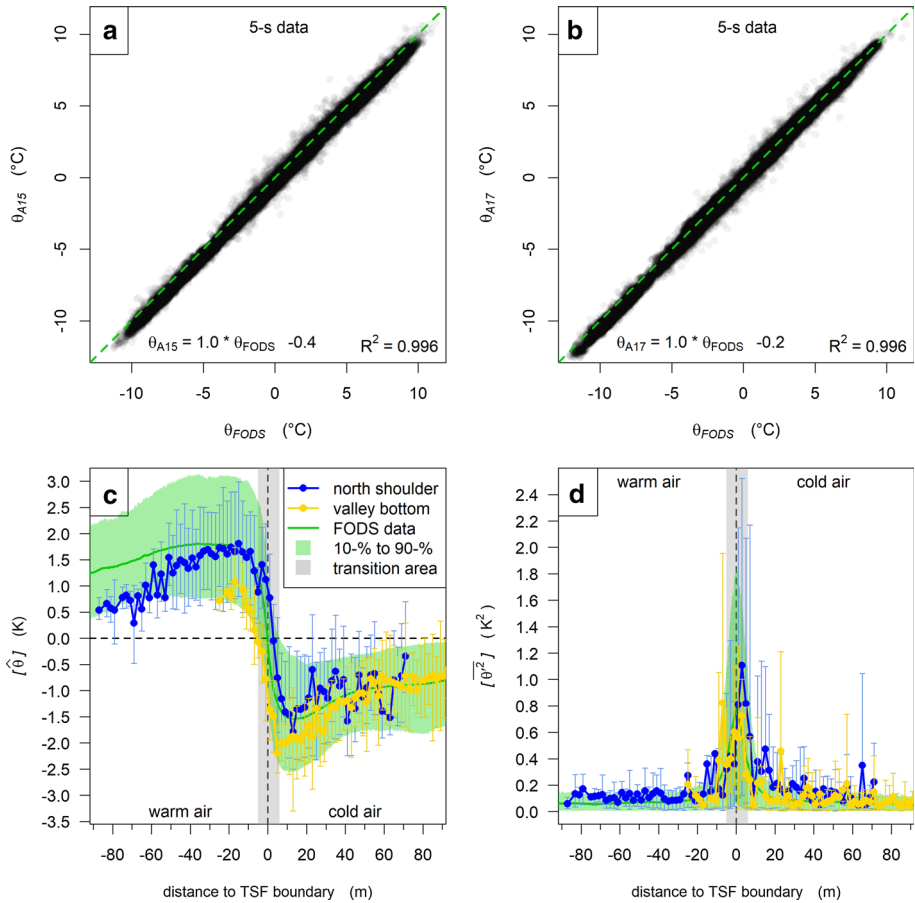 a
5-s data
10
5
0
-5
-10
θA15 (°C)
θA15 = 1.0 * θFODS -0.4
R² = 0.996
-10 -5 0 5 10
θFODS (°C)
b
5-s data
10
5
0
-5
-10
θA17 (°C)
θA17 = 1.0 * θFODS -0.2
R² = 0.996
-10 -5 0 5 10
θFODS (°C)
c
north shoulder
valley bottom
FODS data
10-% to 90-%
transition area
3.0
2.5
2.0
1.5
1.0
0.5
0.0
-0.5
-1.0
-1.5
-2.0
-2.5
-3.0
-3.5
[θ̂] (K)
warm air cold air
-80 -60 -40 -20 0 20 40 60 80
distance to TSF boundary (m)
d
warm air cold air
2.4
2.2
2.0
1.8
1.6
1.4
1.2
1.0
0.8
0.6
0.4
0.2
0.0
[θ'²] (K²)
-80 -60 -40 -20 0 20 40 60 80
distance to TSF boundary (m)